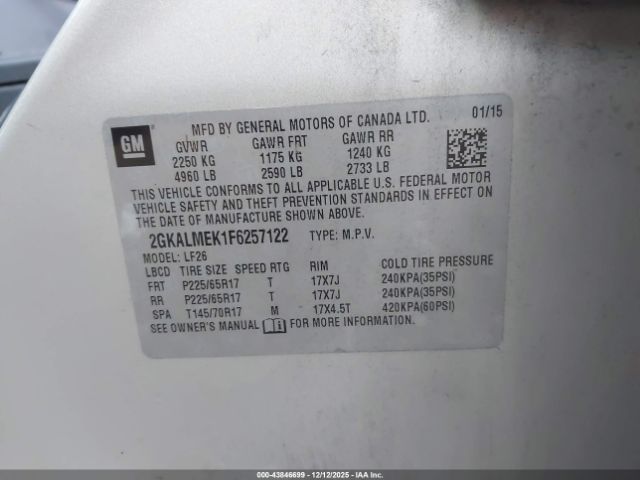 GM
MFD BY GENERAL MOTORS OF CANADA LTD. 01/15
GVWR GAWR FRT GAWR RR
2250 KG 1175 KG 1240 KG
4960 LB 2590 LB 2733 LB
THIS VEHICLE CONFORMS TO ALL APPLICABLE U.S. FEDERAL MOTOR
VEHICLE SAFETY AND THEFT PREVENTION STANDARDS IN EFFECT ON
THE DATE OF MANUFACTURE SHOWN ABOVE.
2GKALMEK1F6257122 TYPE: M.P.V.
MODEL: LF26
LBCD TIRE SIZE SPEED RTG RIM COLD TIRE PRESSURE
FRT P225/65R17 T 17X7J 240KPA(35PSI)
RR P225/65R17 T 17X7J 240KPA(35PSI)
SPA T145/70R17 M 17X4.5T 420KPA(60PSI)
SEE OWNER'S MANUAL FOR MORE INFORMATION.
000-43846699 - 12/12/2025 - IAA Inc.